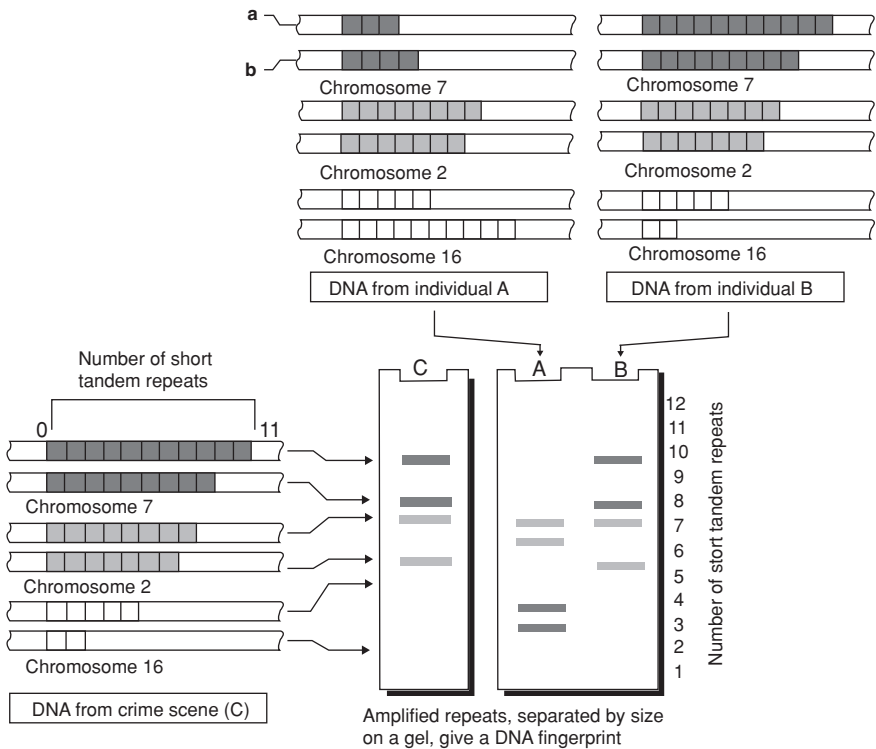 a
b
Chromosome 7
Chromosome 2
Chromosome 16
DNA from individual A
Chromosome 7
Chromosome 2
Chromosome 16
DNA from individual B
Number of short
tandem repeats
0
11
Chromosome 7
Chromosome 2
Chromosome 16
DNA from crime scene (C)
C
A
B
12
11
10
9
8
7
6
5
4
3
2
1
Number of stort tandem repeats
Amplified repeats, separated by size
on a gel, give a DNA fingerprint